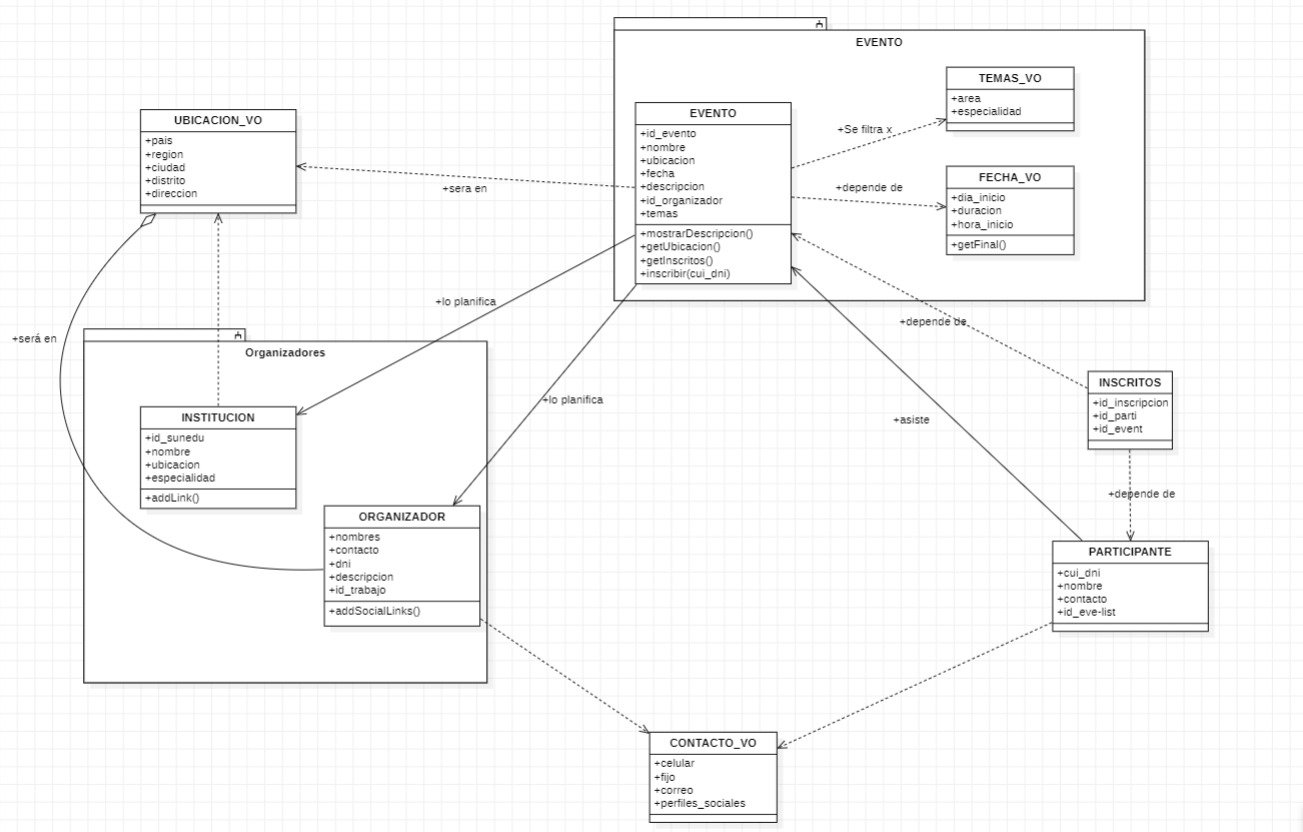 EVENTO
TEMAS_VO
+area
+especialidad
EVENTO
+id_evento
+nombre
+ubicacion
+fecha
+descripcion
+id_organizador
+temas
+mostrarDescripcion()
+getUbicacion()
+getInscritos()
+inscribir(cui_dni)
UBICACION_VO
+pais
+region
+ciudad
+distrito
+direccion
+Se filtra x
FECHA_VO
+dia_inicio
+duracion
+hora_inicio
+getFinal()
+depende de
+sera en
+lo planifica
+depende de
+será en
Organizadores
INSTITUCION
+id_sunedu
+nombre
+ubicacion
+especialidad
+addLink()
+lo planifica
+asiste
INSCRITOS
+id_inscripcion
+id_parti
+id_event
+depende de
ORGANIZADOR
+nombres
+contacto
+dni
+descripcion
+id_trabajo
+addSocialLinks()
PARTICIPANTE
+cui_dni
+nombre
+contacto
+id_eve-list
CONTACTO_VO
+celular
+fijo
+correo
+perfiles_sociales